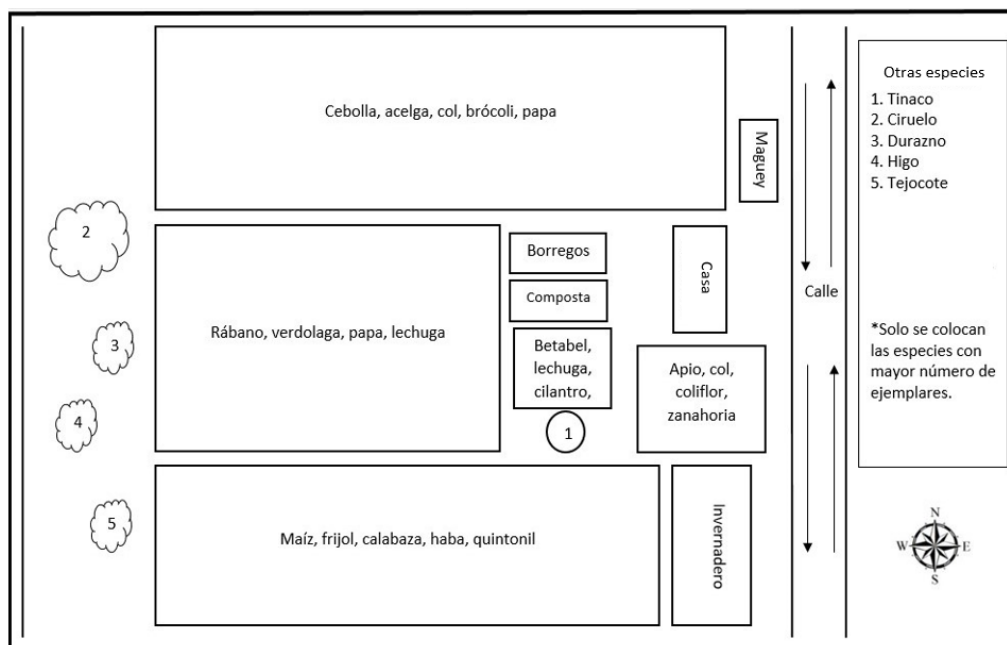 Cebolla, acelga, col, brócoli, papa
Maguey
Otras especies
1. Tinaco
2. Ciruelo
3. Durazno
4. Higo
5. Tejocote
2
Rábano, verdolaga, papa, lechuga
Borregos
Composta
Casa
Calle
3
Betabel,
lechuga,
cilantro,
Apio, col,
coliflor,
zanahoria
*Solo se colocan
las especies con
mayor número de
ejemplares.
4
1
5
Maíz, frijol, calabaza, haba, quintonil
Invernadero
N
W
E
S